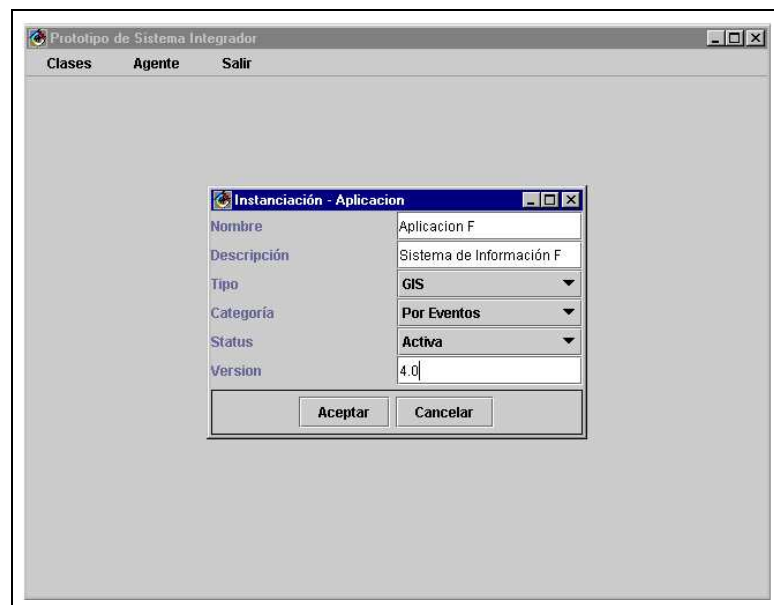 Prototipo de Sistema Integrador
Clases Agente Salir
Instanciación - Aplicacion
Nombre Aplicacion F
Descripción Sistema de Información F
Tipo GIS
Categoría Por Eventos
Status Activa
Version 4.0
Aceptar Cancelar